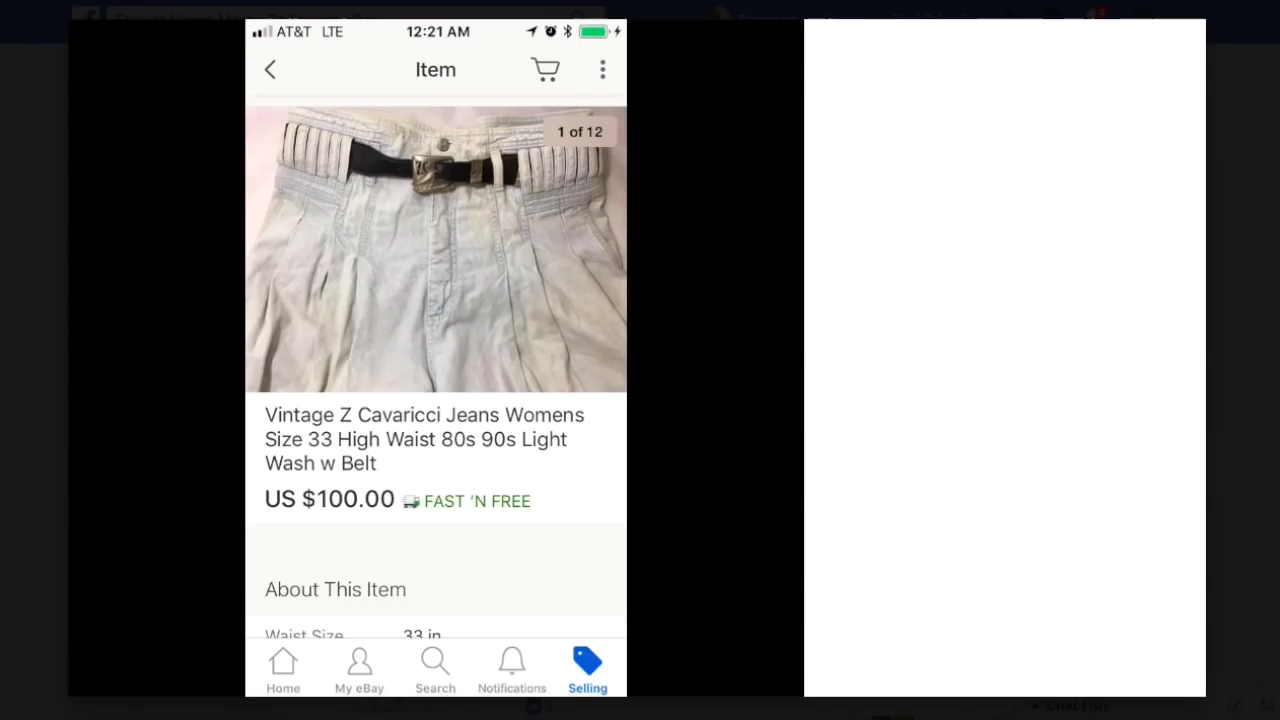 AT&T LTE 12:21 AM
Item
1 of 12
Vintage Z Cavaricci Jeans Womens
Size 33 High Waist 80s 90s Light
Wash w Belt
US $100.00 FAST 'N FREE
About This Item
Waist Size 33 in
Home My eBay Search Notifications Selling